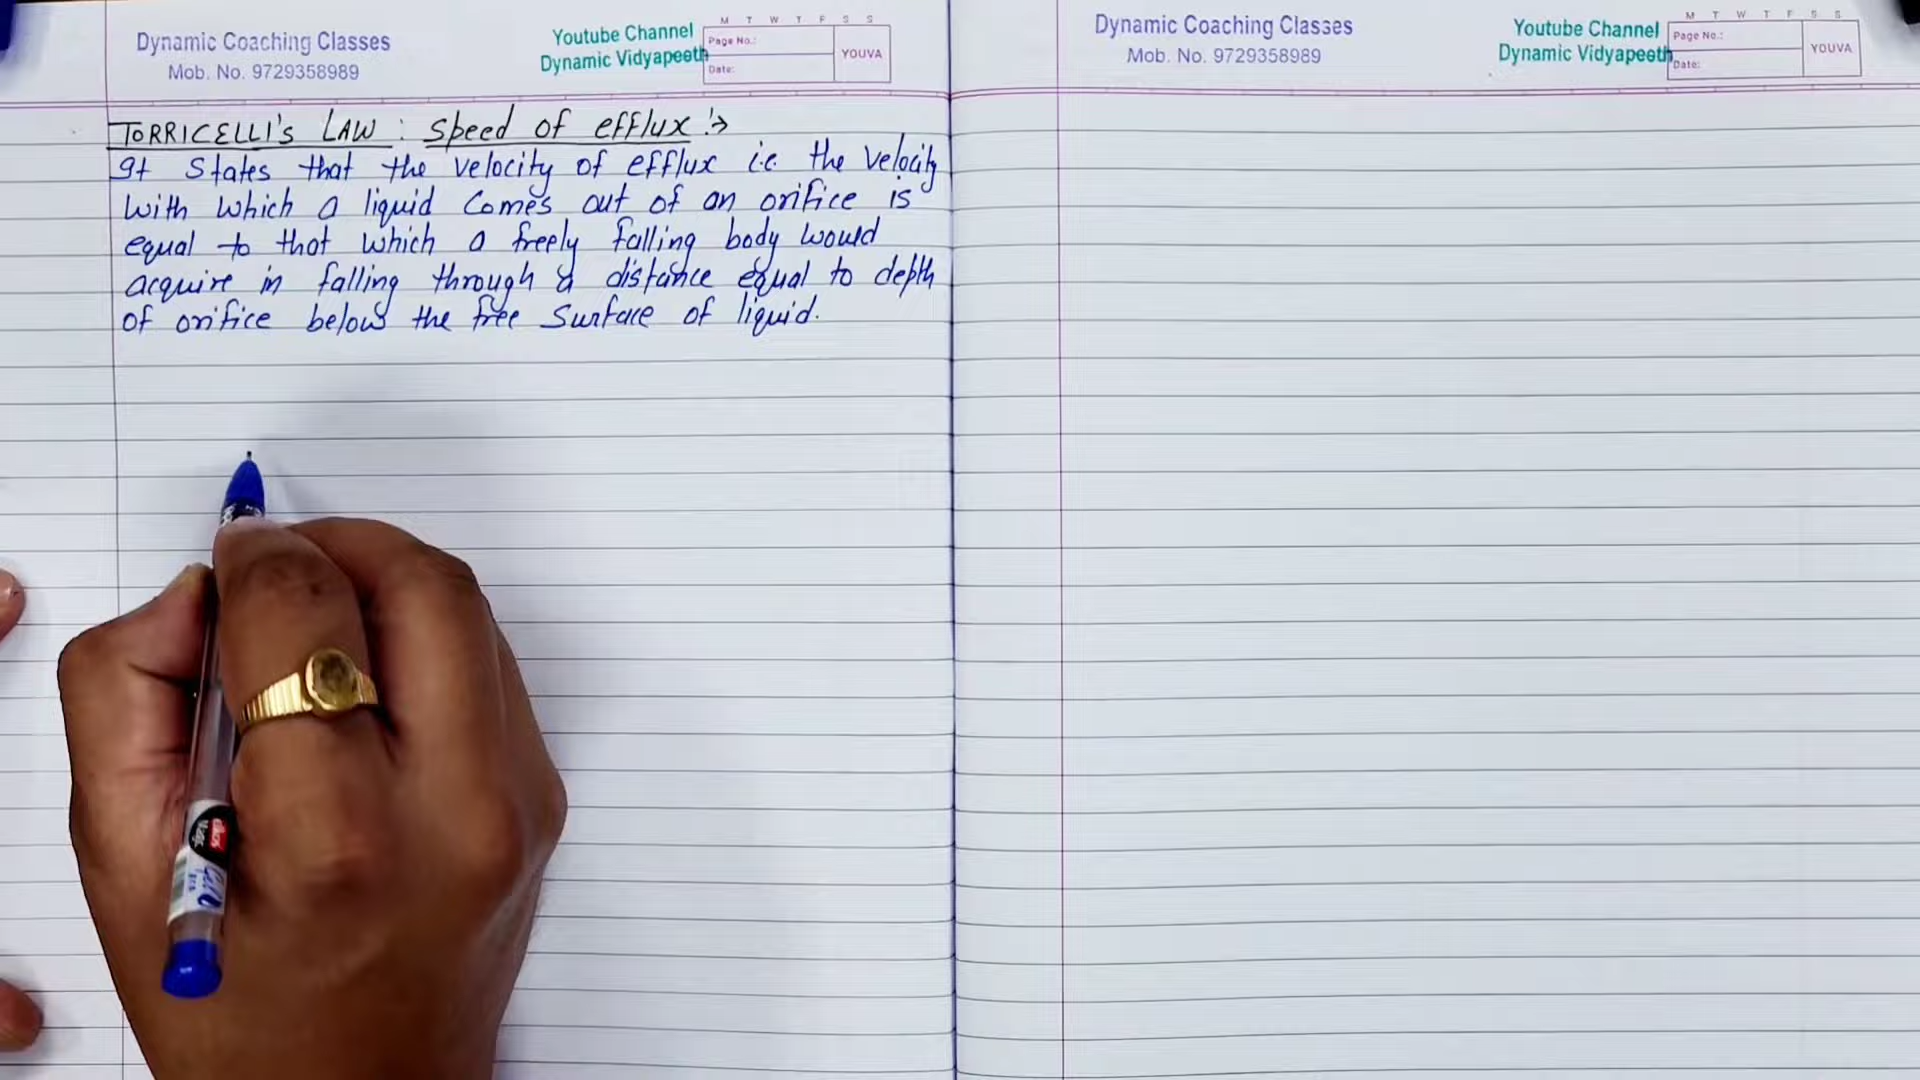 Dynamic Coaching Classes
Mob. No. 9729358989
Youtube Channel
Dynamic Vidyapeeth
M T W T F S S
Page No.:
Date:
YOUVA
TORRICELLI'S LAW : Speed of efflux :→
It States that the velocity of efflux i.e. the velocity
with which a liquid Comes out of an orifice is
equal to that which a freely falling body would
acquire in falling through a distance equal to depth
of orifice below the free Surface of liquid.
Dynamic Coaching Classes
Mob. No. 9729358989
Youtube Channel
Dynamic Vidyapeeth
M T W T F S S
Page No.:
Date:
YOUVA